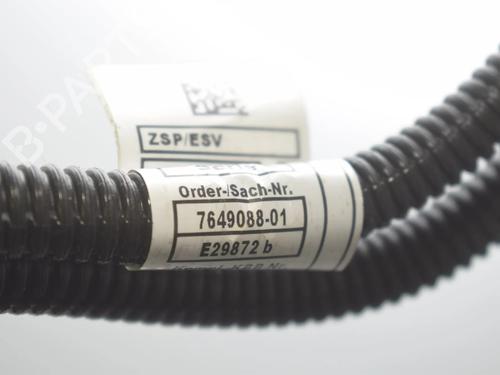 B-PARTS
ZSP/ESV
Order-/Sach-Nr.
7649088-01
E29872 b